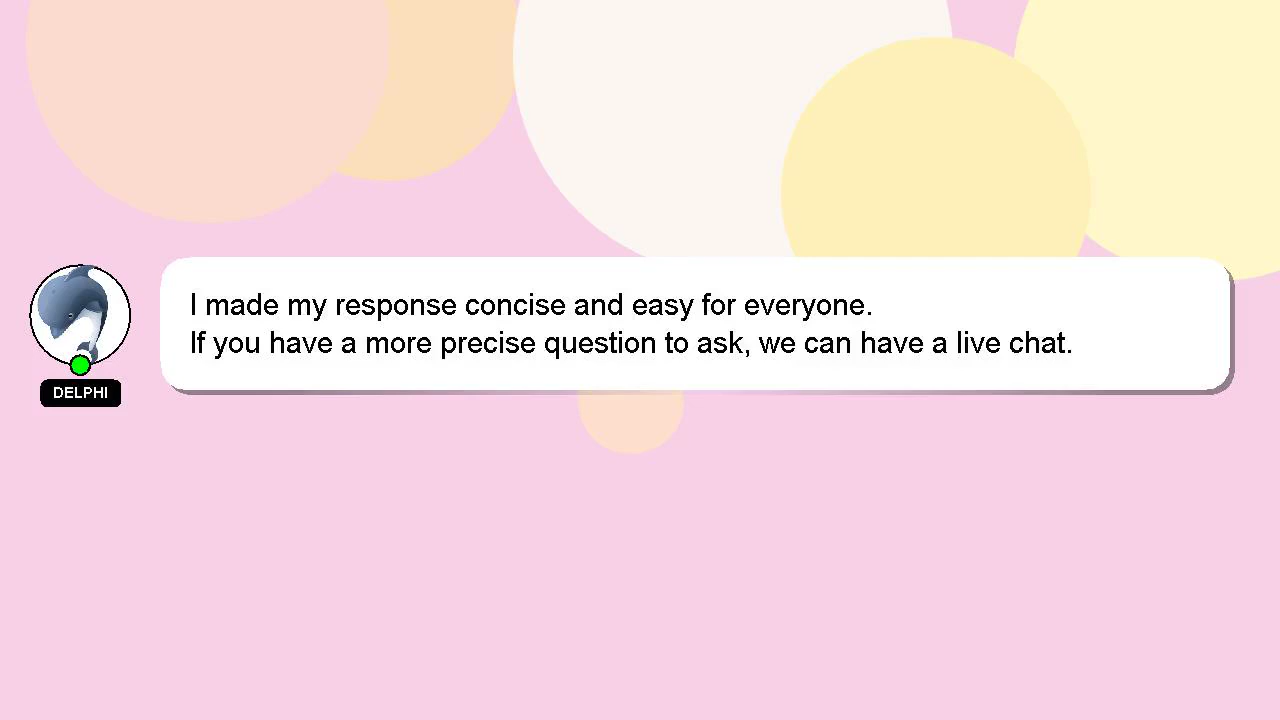 I made my response concise and easy for everyone.
If you have a more precise question to ask, we can have a live chat.
DELPHI